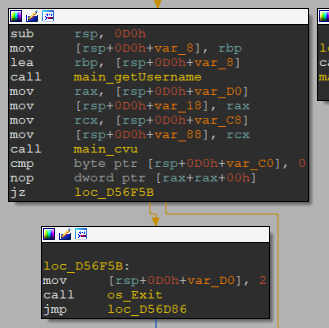 sub rsp, 0D0h
mov [rsp+0D0h+var_8], rbp
lea rbp, [rsp+0D0h+var_8]
call main_getUsername
mov rax, [rsp+0D0h+var_D0]
mov [rsp+0D0h+var_18], rax
mov rcx, [rsp+0D0h+var_C8]
mov [rsp+0D0h+var_88], rcx
call main_cvu
cmp byte ptr [rsp+0D0h+var_C0], 0
nop dword ptr [rax+rax+00h]
jz loc_D56F5B
loc_D56F5B:
mov [rsp+0D0h+var_D0], 2
call os_Exit
jmp loc_D56D86